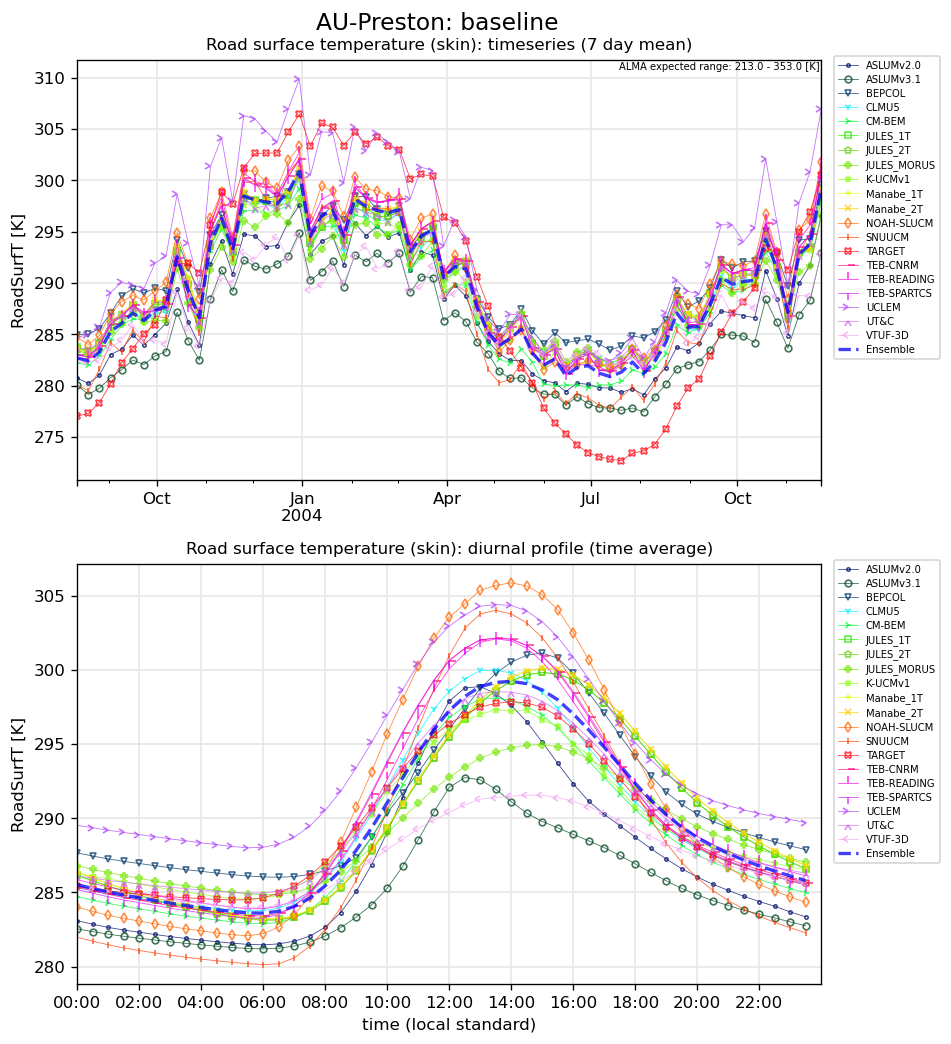 AU-Preston: baseline
Road surface temperature (skin): timeseries (7 day mean)
ALMA expected range: 213.0 - 353.0 [K]
RoadSurfT [K]
310
305
300
295
290
285
280
275
Oct
Jan
2004
Apr
Jul
Oct
ASLUMv2.0
ASLUMv3.1
BEPCOL
CLMU5
CM-BEM
JULES_1T
JULES_2T
JULES_MORUS
K-UCMv1
Manabe_1T
Manabe_2T
NOAH-SLUCM
SNUUCM
TARGET
TEB-CNRM
TEB-READING
TEB-SPARTCS
UCLEM
UT&C
VTUF-3D
Ensemble
Road surface temperature (skin): diurnal profile (time average)
RoadSurfT [K]
305
300
295
290
285
280
00:00
02:00
04:00
06:00
08:00
10:00
12:00
14:00
16:00
18:00
20:00
22:00
time (local standard)
ASLUMv2.0
ASLUMv3.1
BEPCOL
CLMU5
CM-BEM
JULES_1T
JULES_2T
JULES_MORUS
K-UCMv1
Manabe_1T
Manabe_2T
NOAH-SLUCM
SNUUCM
TARGET
TEB-CNRM
TEB-READING
TEB-SPARTCS
UCLEM
UT&C
VTUF-3D
Ensemble